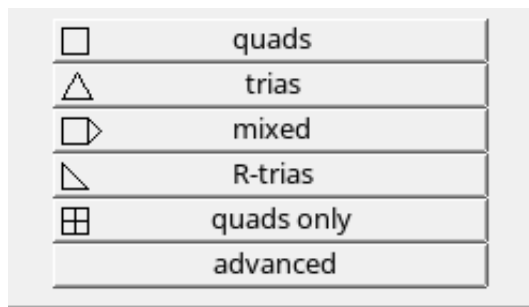 quads
trias
mixed
R-trias
quads only
advanced